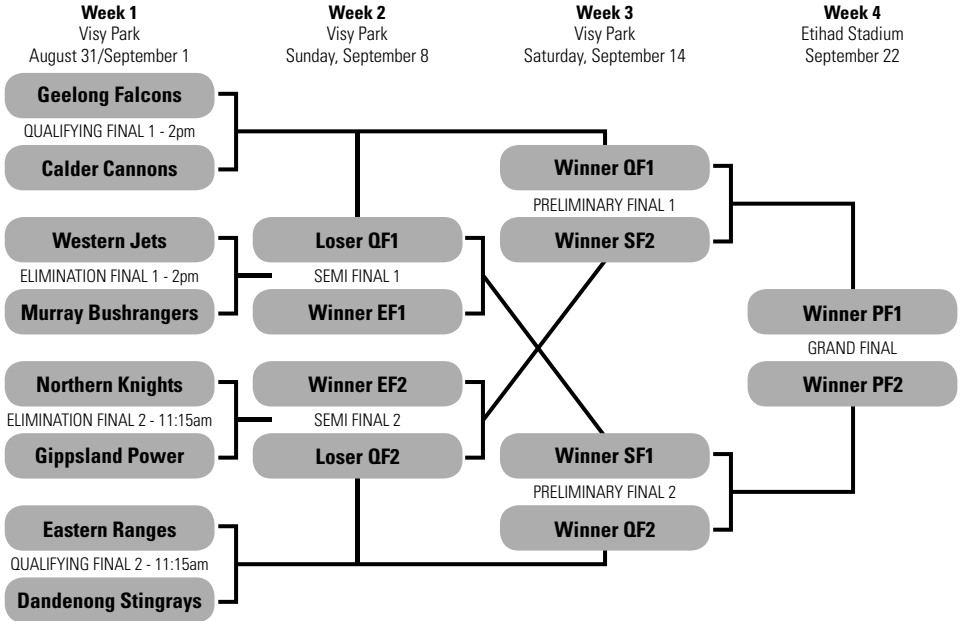 Week 1
Visy Park
August 31/September 1
Week 2
Visy Park
Sunday, September 8
Week 3
Visy Park
Saturday, September 14
Week 4
Etihad Stadium
September 22
Geelong Falcons
QUALIFYING FINAL 1 - 2pm
Calder Cannons
Western Jets
ELIMINATION FINAL 1 - 2pm
Murray Bushrangers
Northern Knights
ELIMINATION FINAL 2 - 11:15am
Gippsland Power
Eastern Ranges
QUALIFYING FINAL 2 - 11:15am
Dandenong Stingrays
Loser QF1
SEMI FINAL 1
Winner EF1
Winner EF2
SEMI FINAL 2
Loser QF2
Winner QF1
PRELIMINARY FINAL 1
Winner SF2
Winner SF1
PRELIMINARY FINAL 2
Winner QF2
Winner PF1
GRAND FINAL
Winner PF2